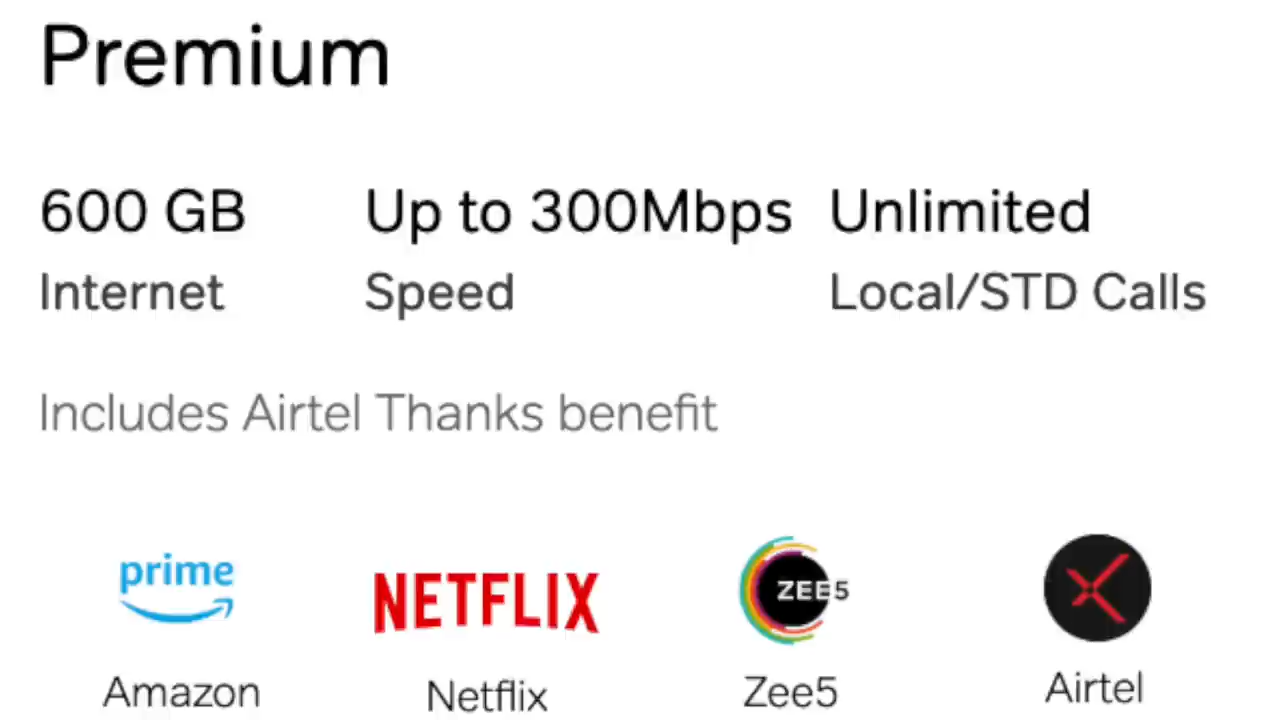 Premium
600 GB Up to 300Mbps Unlimited
Internet Speed Local/STD Calls
Includes Airtel Thanks benefit
prime NETFLIX ZEE5
Amazon Netflix Zee5 Airtel